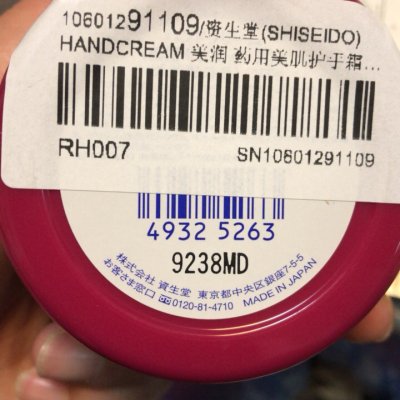 10601291109/资生堂(SHISEIDO)
HANDCREAM 美润 药用美肌护手霜...
RH007 SN10601291109
4932 5263
9238MD
株式会社 資生堂 東京都中央区銀座7-5-5
お客さま窓口 0120-81-4710 MADE IN JAPAN